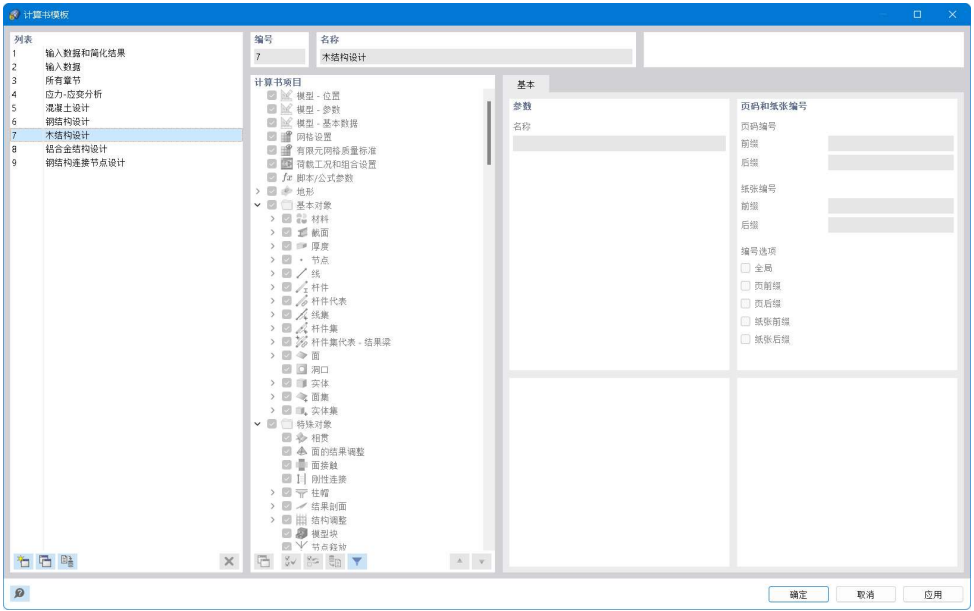 计算书模板
列表
1 输入数据和简化结果
2 输入数据
3 所有章节
4 应力-应变分析
5 混凝土设计
6 钢结构设计
7 木结构设计
8 铝合金结构设计
9 钢结构连接节点设计
编号
7
名称
木结构设计
计算书项目
模型 - 位置
模型 - 参数
模型 - 基本数据
网格设置
有限元网格质量标准
荷载工况和组合设置
fx 脚本/公式参数
地形
基本对象
材料
截面
厚度
节点
线
杆件
杆件代表
线集
杆件集
杆件集代表 - 结果梁
面
洞口
实体
面集
实体集
特殊对象
相贯
面的结果调整
面接触
刚性连接
柱帽
结果剖面
结构调整
模型块
节点释放
基本
参数
名称
页码和纸张编号
页码编号
前缀
后缀
纸张编号
前缀
后缀
编号选项
全局
页前缀
页后缀
纸张前缀
纸张后缀
确定
取消
应用